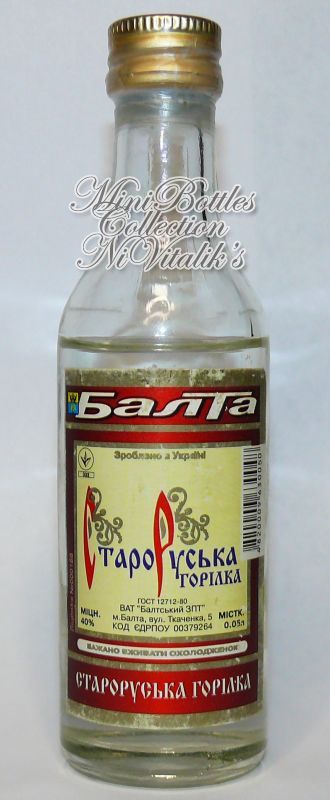 MiniBottles
Collection
NiVitalik's
Балта
Зроблено в Україні
СтароРуська
ГОРІЛКА
ГОСТ 12712-80
ВАТ "Балтський ЗПТ"
м.Балта, вул. Ткаченка, 5
КОД ЄДРПОУ 00379264
МІЦН.
40%
МІСТК.
0.05л
БАЖАНО ВЖИВАТИ ОХОЛОДЖЕНОЮ
СТАРОРУСЬКА ГОРІЛКА